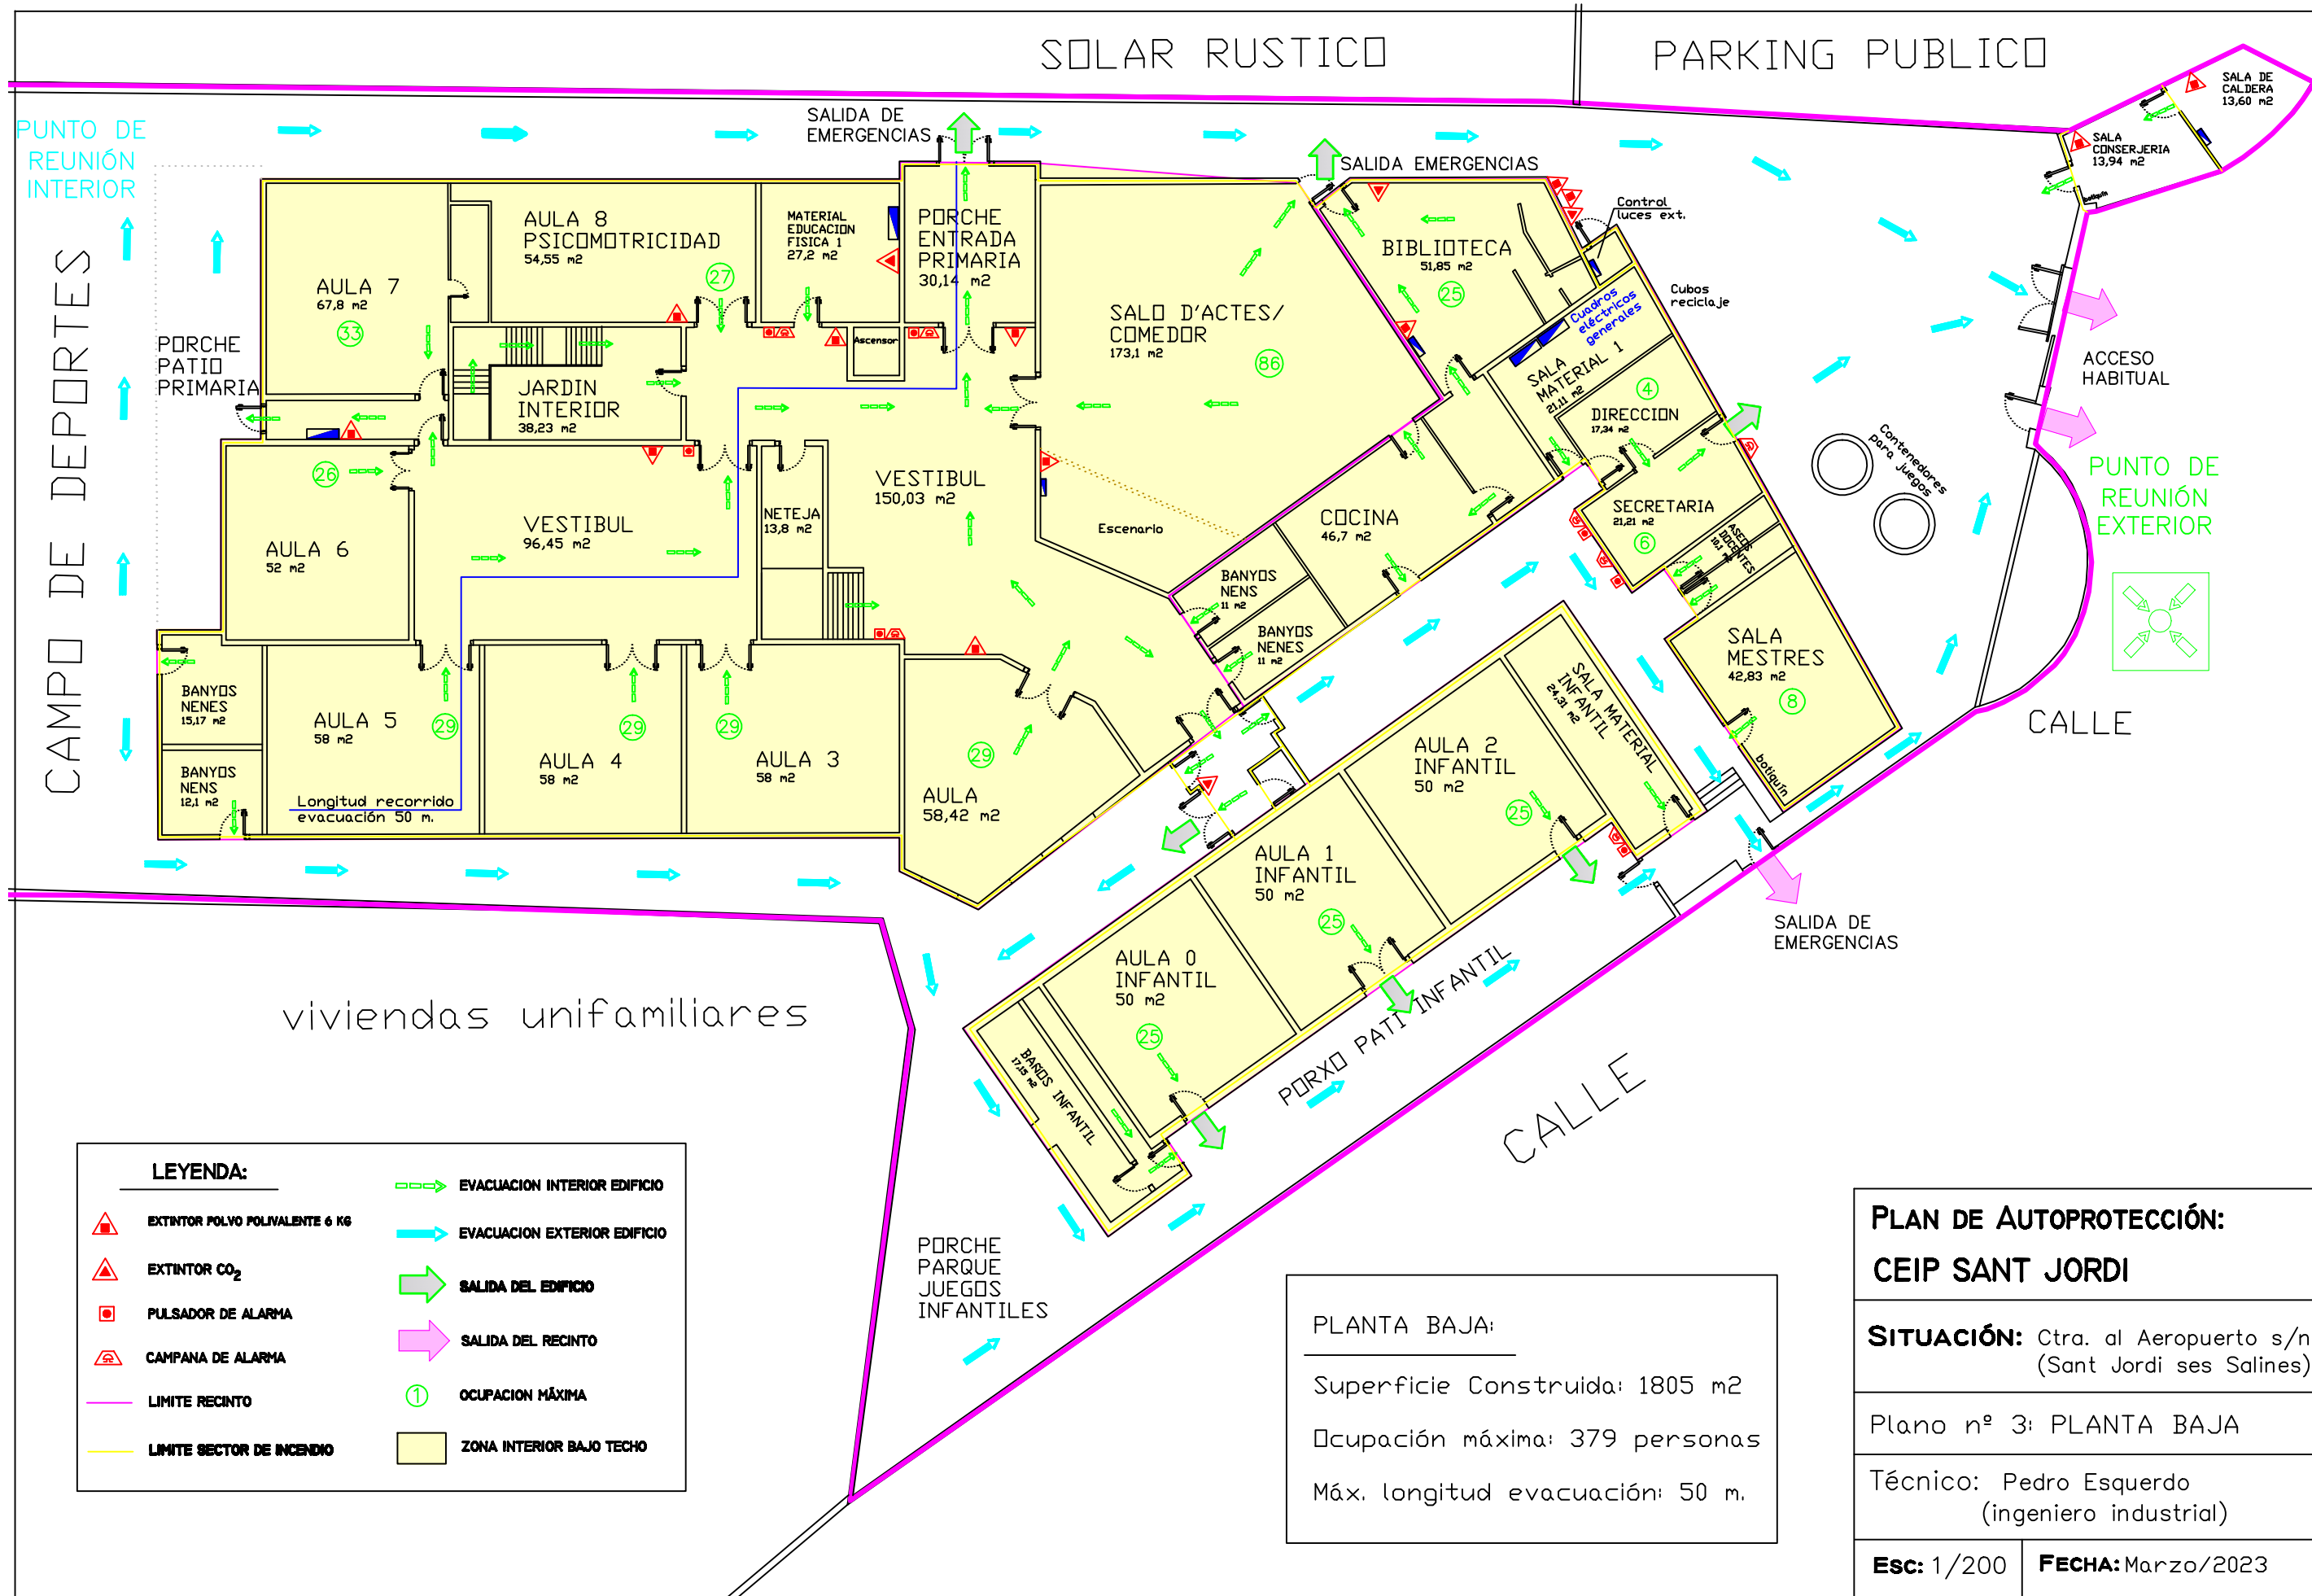 SOLAR RUSTICO
PARKING PUBLICO
PUNTO DE
REUNIÓN
INTERIOR
SALIDA DE
EMERGENCIAS
SALIDA EMERGENCIAS
SALA DE
CALDERA
13,60 m2
SALA
CONSERJERIA
13,94 m2
botiquín
CAMPO DE DEPORTES
PORCHE
PATIO
PRIMARIA
AULA 7
67,8 m2
33
AULA 8
PSICOMOTRICIDAD
54,55 m2
27
MATERIAL
EDUCACION
FISICA 1
27,2 m2
PORCHE
ENTRADA
PRIMARIA
30,14 m2
Ascensor
JARDIN
INTERIOR
38,23 m2
SALO D'ACTES/
COMEDOR
173,1 m2
86
BIBLIOTECA
51,85 m2
25
Control
luces ext.
Cuadros
eléctricos
generales
Cubos
reciclaje
SALA
MATERIAL 1
21,11 m2
4
DIRECCION
17,34 m2
ACCESO
HABITUAL
Contenedores
para juegos
PUNTO DE
REUNIÓN
EXTERIOR
26
AULA 6
52 m2
VESTIBUL
96,45 m2
NETEJA
13,8 m2
VESTIBUL
150,03 m2
Escenario
COCINA
46,7 m2
SECRETARIA
21,21 m2
6
ASEOS
DOCENTES
10,1 m2
BANYOS
NENS
11 m2
BANYOS
NENES
11 m2
SALA
MESTRES
42,83 m2
8
botiquín
CALLE
BANYOS
NENES
15,17 m2
BANYOS
NENS
12,1 m2
AULA 5
58 m2
29
Longitud recorrido
evacuación 50 m.
AULA 4
58 m2
29
AULA 3
58 m2
29
AULA
58,42 m2
29
SALA MATERIAL
INFANTIL
24,31 m2
AULA 2
INFANTIL
50 m2
25
AULA 1
INFANTIL
50 m2
25
AULA 0
INFANTIL
50 m2
25
BAÑOS INFANTIL
17,15 m2
SALIDA DE
EMERGENCIAS
PORXO PATI INFANTIL
CALLE
viviendas unifamiliares
PORCHE
PARQUE
JUEGOS
INFANTILES
LEYENDA:
EXTINTOR POLVO POLIVALENTE 6 KG
EXTINTOR CO2
PULSADOR DE ALARMA
CAMPANA DE ALARMA
LIMITE RECINTO
LIMITE SECTOR DE INCENDIO
EVACUACION INTERIOR EDIFICIO
EVACUACION EXTERIOR EDIFICIO
SALIDA DEL EDIFICIO
SALIDA DEL RECINTO
1
OCUPACION MÁXIMA
ZONA INTERIOR BAJO TECHO
PLANTA BAJA:
Superficie Construida: 1805 m2
Ocupación máxima: 379 personas
Máx. longitud evacuación: 50 m.
PLAN DE AUTOPROTECCIÓN:
CEIP SANT JORDI
SITUACIÓN: Ctra. al Aeropuerto s/n
(Sant Jordi ses Salines)
Plano nº 3: PLANTA BAJA
Técnico: Pedro Esquerdo
(ingeniero industrial)
ESC: 1/200
FECHA: Marzo/2023